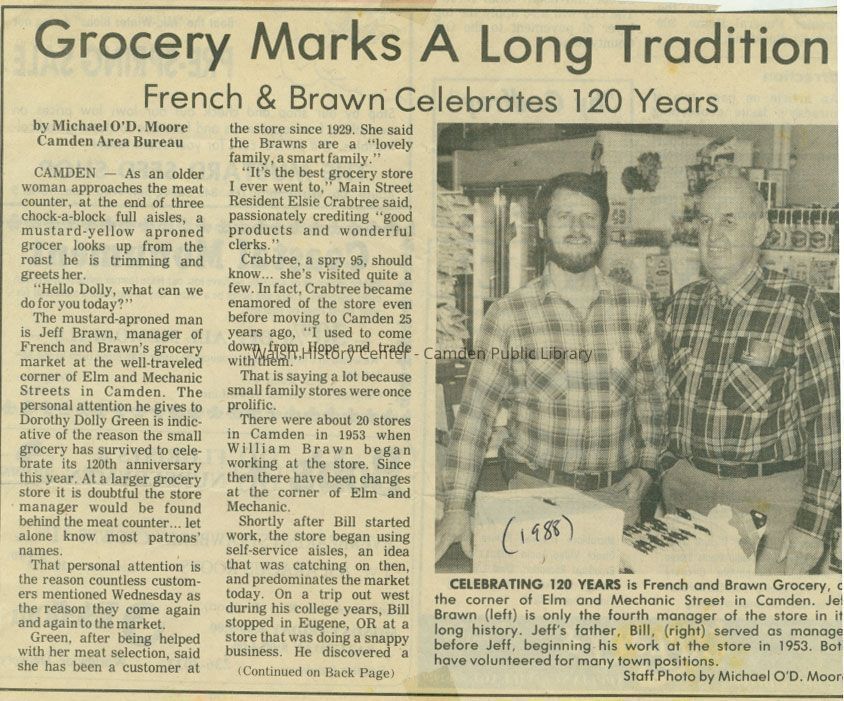 Grocery Marks A Long Tradition
French & Brawn Celebrates 120 Years
by Michael O'D. Moore
Camden Area Bureau
CAMDEN — As an older
woman approaches the meat
counter, at the end of three
chock-a-block full aisles, a
mustard-yellow aproned
grocer looks up from the
roast he is trimming and
greets her.
"Hello Dolly, what can we
do for you today?"
The mustard-aproned man
is Jeff Brawn, manager of
French and Brawn's grocery
market at the well-traveled
corner of Elm and Mechanic
Streets in Camden. The
personal attention he gives to
Dorothy Dolly Green is indic-
ative of the reason the small
grocery has survived to cele-
brate its 120th anniversary
this year. At a larger grocery
store it is doubtful the store
manager would be found
behind the meat counter... let
alone know most patrons'
names.
That personal attention is
the reason countless custom-
ers mentioned Wednesday as
the reason they come again
and again to the market.
Green, after being helped
with her meat selection, said
she has been a customer at
the store since 1929. She said
the Brawns are a "lovely
family, a smart family."
"It's the best grocery store
I ever went to," Main Street
Resident Elsie Crabtree said,
passionately crediting "good
products and wonderful
clerks."
Crabtree, a spry 95, should
know... she's visited quite a
few. In fact, Crabtree became
enamored of the store even
before moving to Camden 25
years ago, "I used to come
down from Hope and trade
with them."
Walsh History Center - Camden Public Library
That is saying a lot because
small family stores were once
prolific.
There were about 20 stores
in Camden in 1953 when
William Brawn began
working at the store. Since
then there have been changes
at the corner of Elm and
Mechanic.
Shortly after Bill started
work, the store began using
self-service aisles, an idea
that was catching on then,
and predominates the market
today. On a trip out west
during his college years, Bill
stopped in Eugene, OR at a
store that was doing a snappy
business. He discovered a
(Continued on Back Page)
(1988)
CELEBRATING 120 YEARS is French and Brawn Grocery,
the corner of Elm and Mechanic Street in Camden. Je
Brawn (left) is only the fourth manager of the store in it
long history. Jeff's father, Bill, (right) served as manage
before Jeff, beginning his work at the store in 1953. Bot
have volunteered for many town positions.
Staff Photo by Michael O'D. Moor